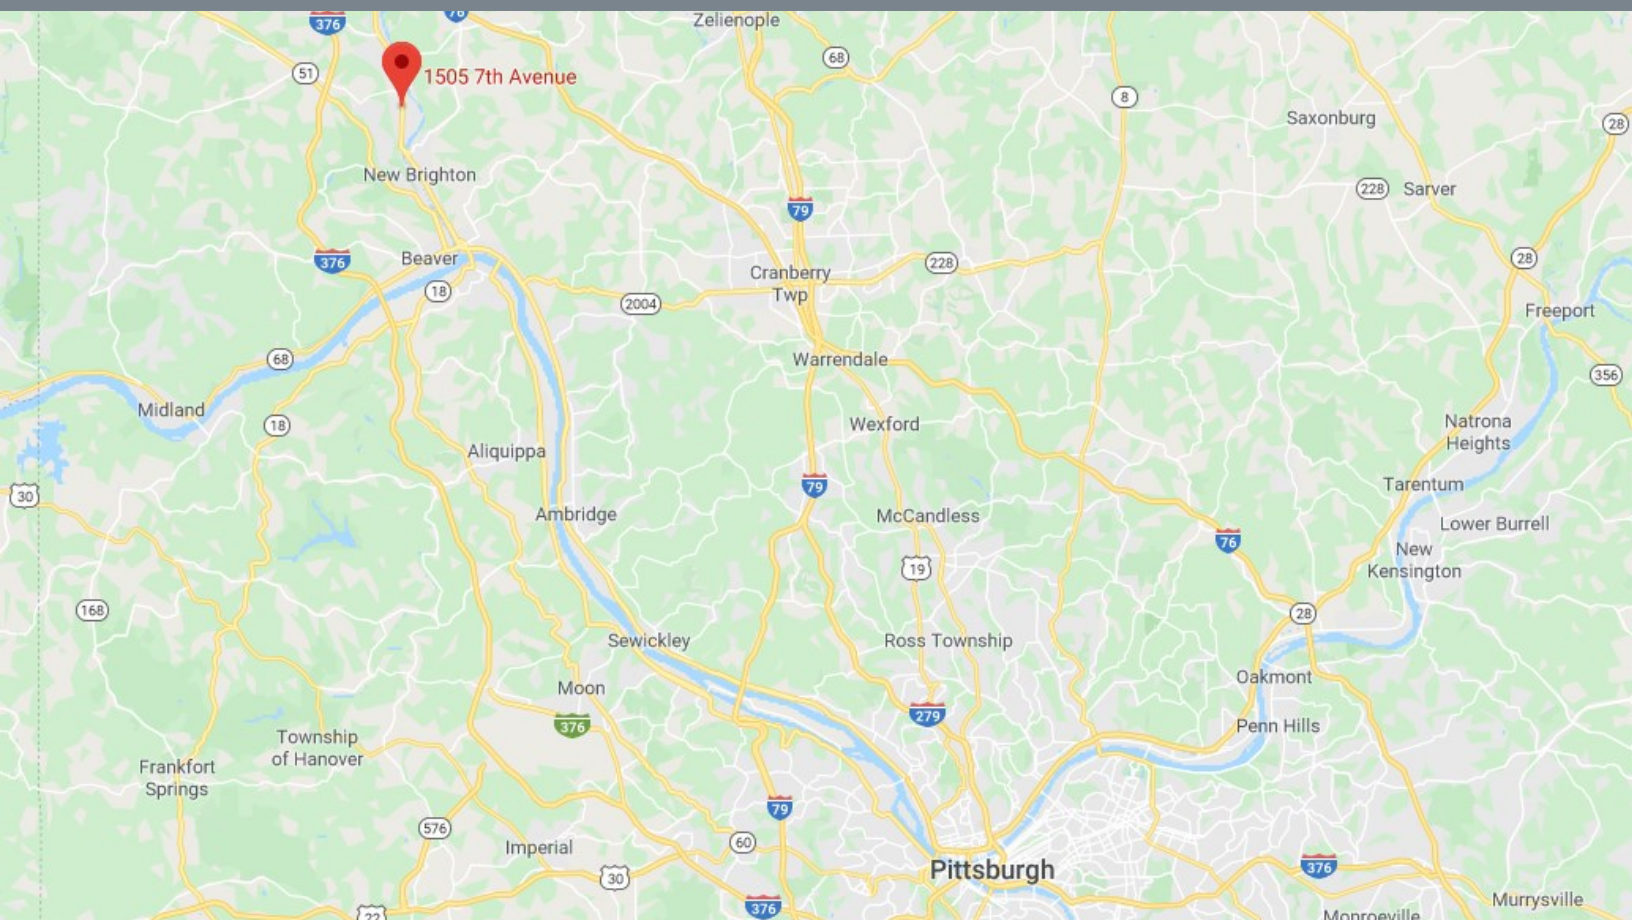 Zelienople
376
76
68
51
1505 7th Avenue
8
Saxonburg
28
New Brighton
228
Sarver
79
Beaver
376
228
28
Cranberry
Twp
18
2004
Freeport
68
Warrendale
356
Midland
18
Wexford
Natrona
Heights
Aliquippa
79
Tarentum
30
Ambridge
McCandless
Lower Burrell
76
New
Kensington
19
168
28
Sewickley
Ross Township
Oakmont
Moon
279
376
Penn Hills
Township
of Hanover
Frankfort
Springs
79
576
60
Imperial
Pittsburgh
376
30
376
Murrysville
22
Monroeville